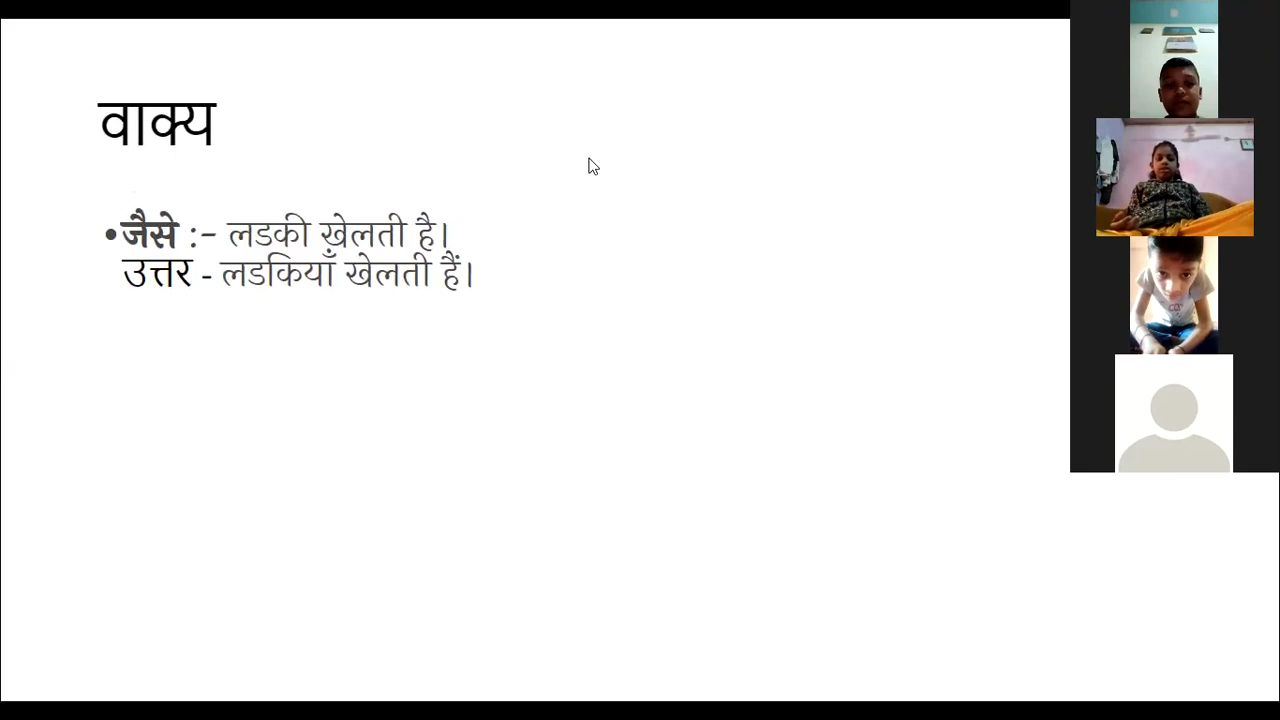 वाक्य
•जैसे :- लडकी खेलती है।
उत्तर - लडकियाँ खेलती हैं।